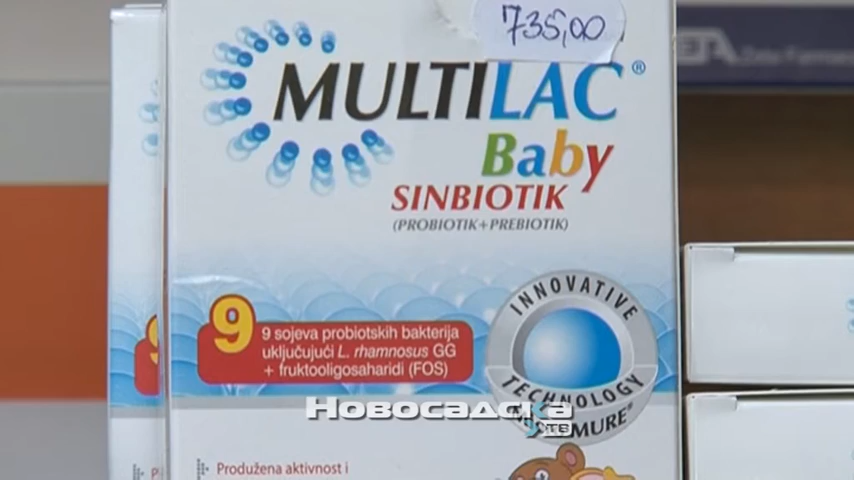 735,00
MULTILAC®
Baby
SINBIOTIK
(PROBIOTIK+PREBIOTIK)
9
9 sojeva probiotskih bakterija
uključujući L. rhamnosus GG
+ fruktooligosaharidi (FOS)
INNOVATIVE
TECHNOLOGY
Новосадска
ТВ
Produžena aktivnost i